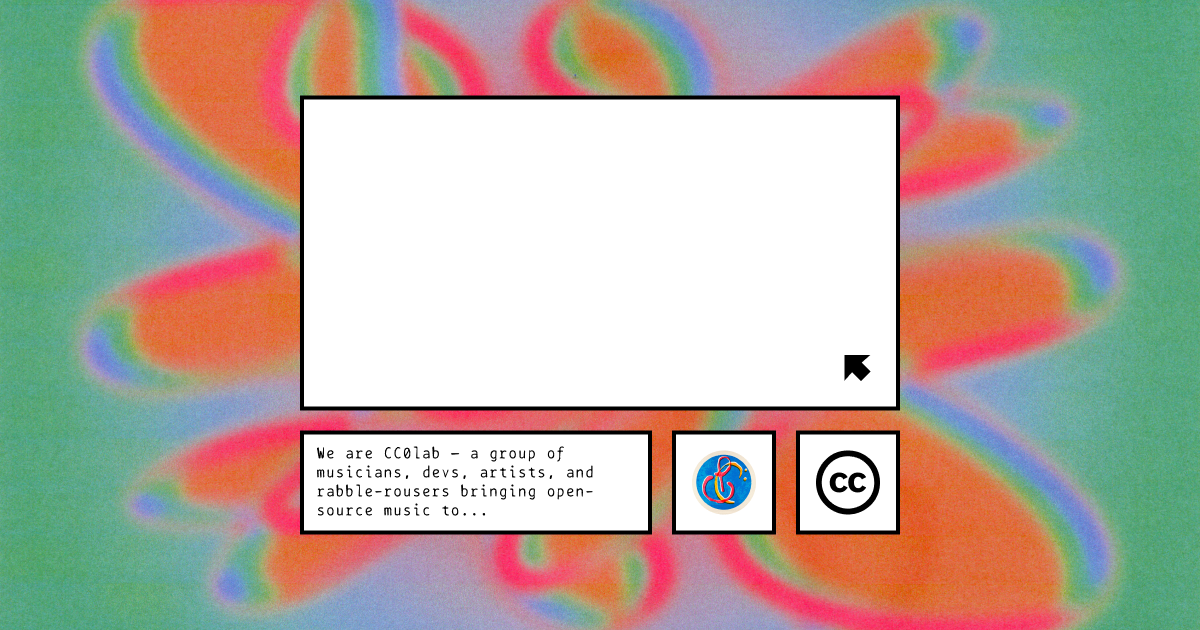 We are CC0lab – a group of
musicians, devs, artists, and
rabble-rousers bringing open-
source music to...
cc